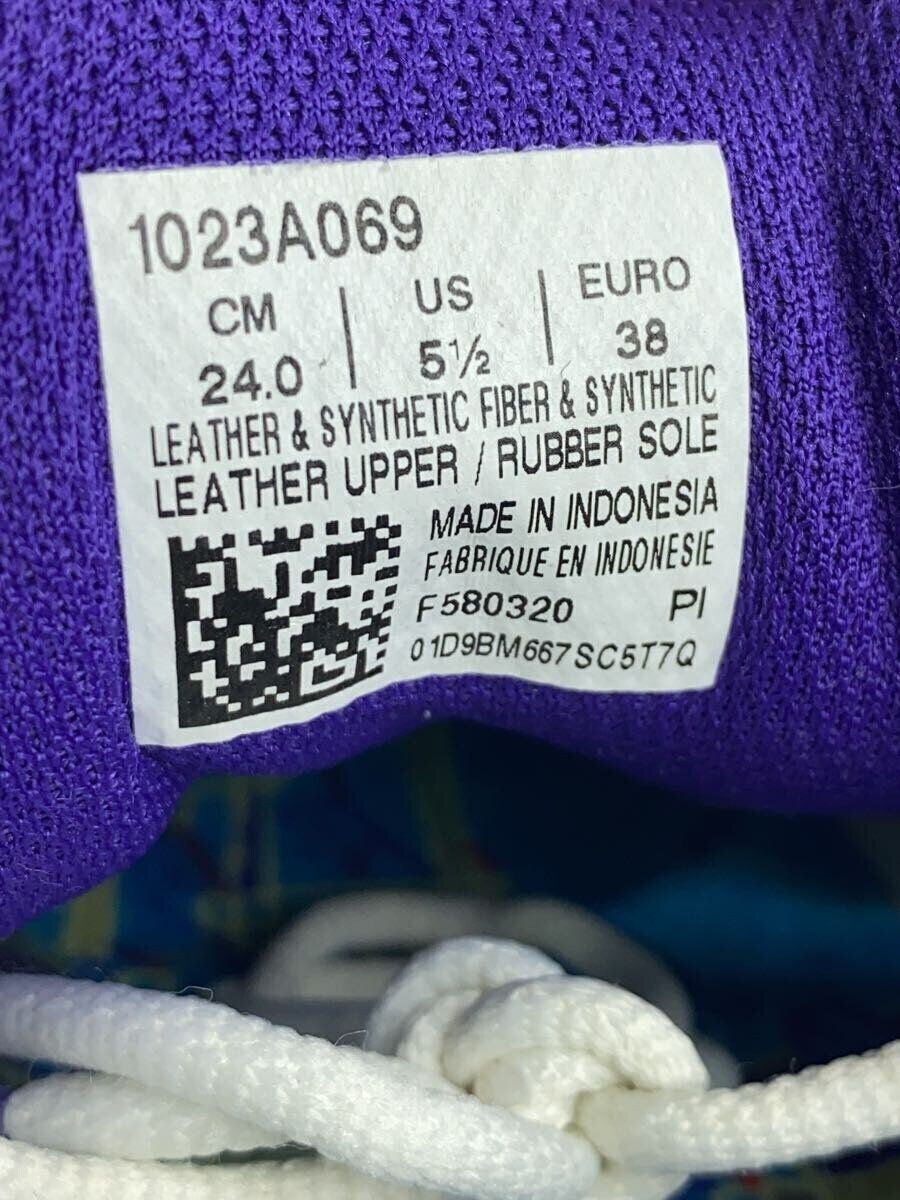 1023A069
CM | US | EURO
24.0 | 5½ | 38
LEATHER & SYNTHETIC FIBER & SYNTHETIC
LEATHER UPPER / RUBBER SOLE
MADE IN INDONESIA
FABRIQUE EN INDONESIE
F580320 PI
01D9BM667SC5T7Q